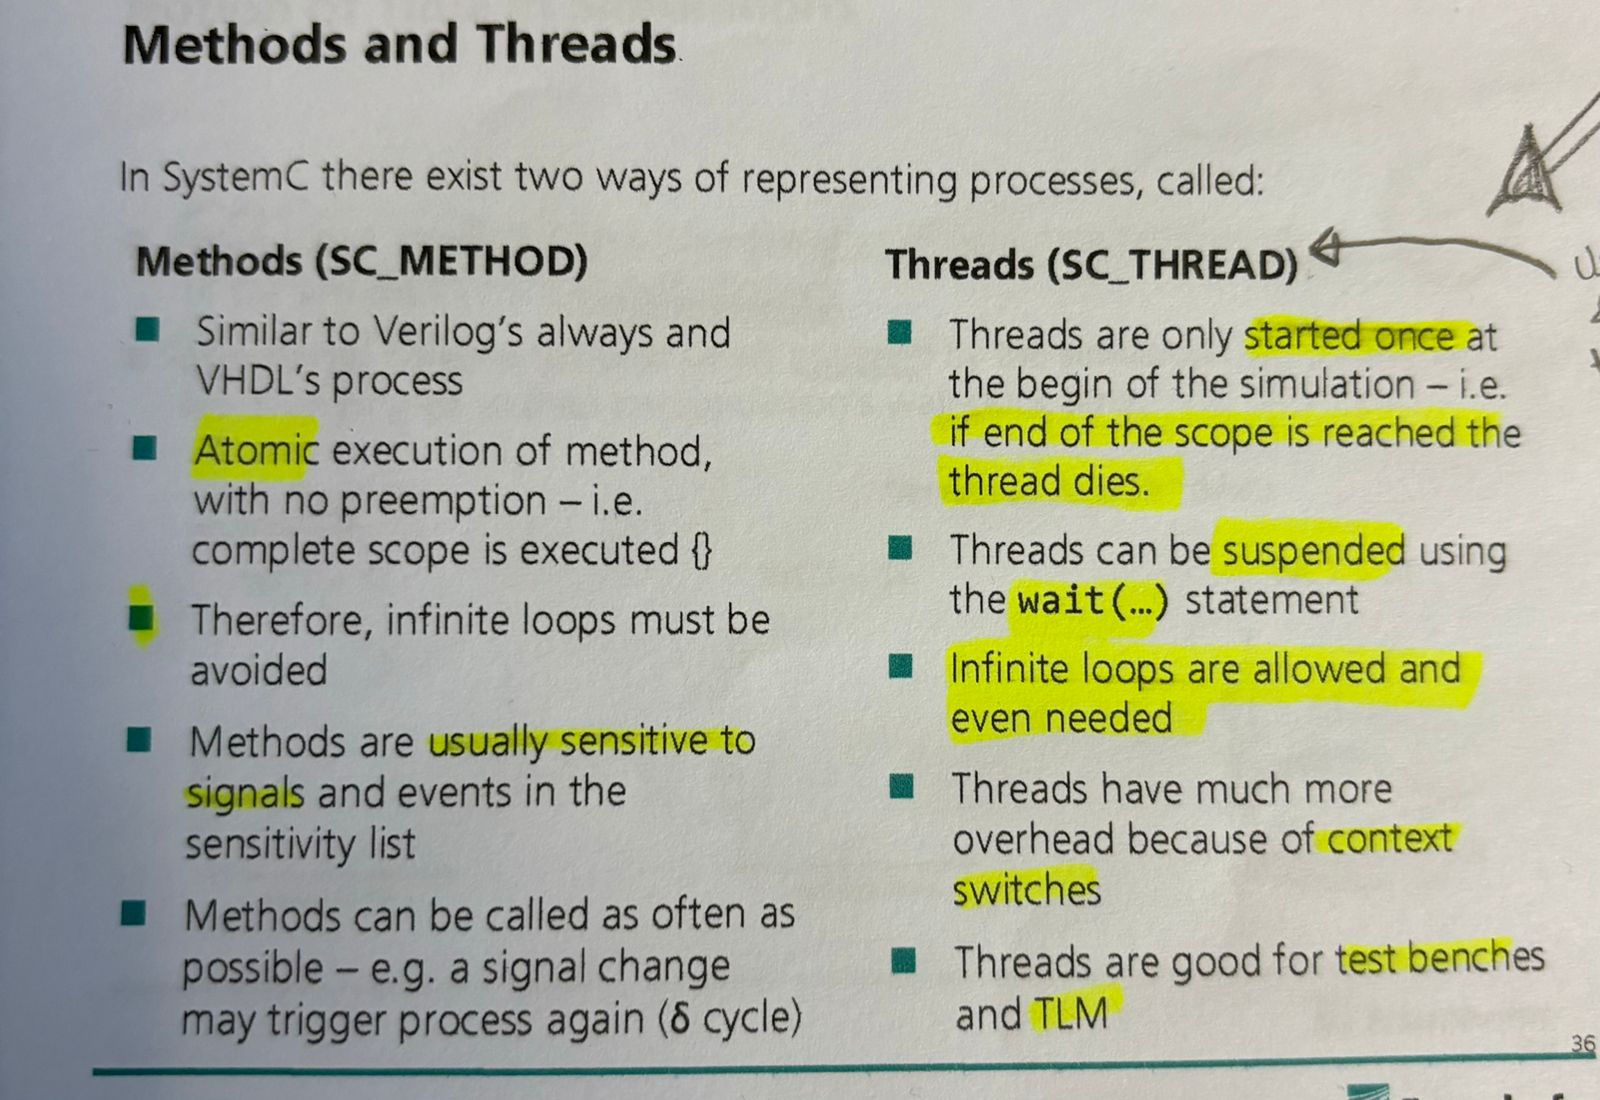 Methods and Threads
In SystemC there exist two ways of representing processes, called:
Methods (SC_METHOD)
■ Similar to Verilog's always and
VHDL's process
■ Atomic execution of method,
with no preemption – i.e.
complete scope is executed {}
■ Therefore, infinite loops must be
avoided
■ Methods are usually sensitive to
signals and events in the
sensitivity list
■ Methods can be called as often as
possible – e.g. a signal change
may trigger process again (δ cycle)
Threads (SC_THREAD)
■ Threads are only started once at
the begin of the simulation – i.e.
if end of the scope is reached the
thread dies.
■ Threads can be suspended using
the wait(…) statement
■ Infinite loops are allowed and
even needed
■ Threads have much more
overhead because of context
switches
■ Threads are good for test benches
and TLM
36